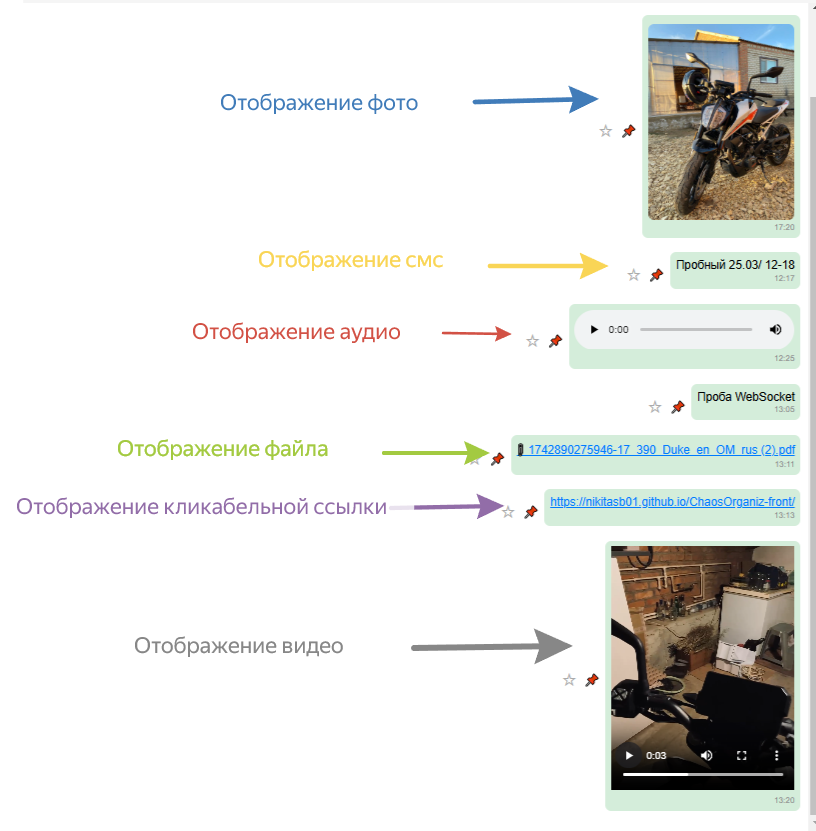 Отображение фото
17:20
Отображение смс
Пробный 25.03/ 12-18
12:17
Отображение аудио
0:00
12:25
Проба WebSocket
13:05
Отображение файла
1742890275946-17_390_Duke_en_OM_rus (2).pdf
13:11
Отображение кликабельной ссылки
https://nikitasb01.github.io/ChaosOrganiz-front/
13:13
Отображение видео
0:03
13:20